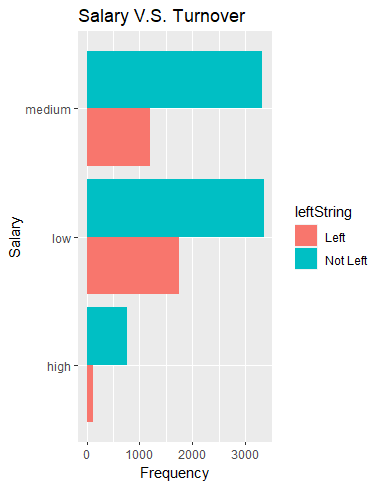 Salary V.S. Turnover
Salary
medium
low
high
0 1000 2000 3000
Frequency
leftString
Left
Not Left